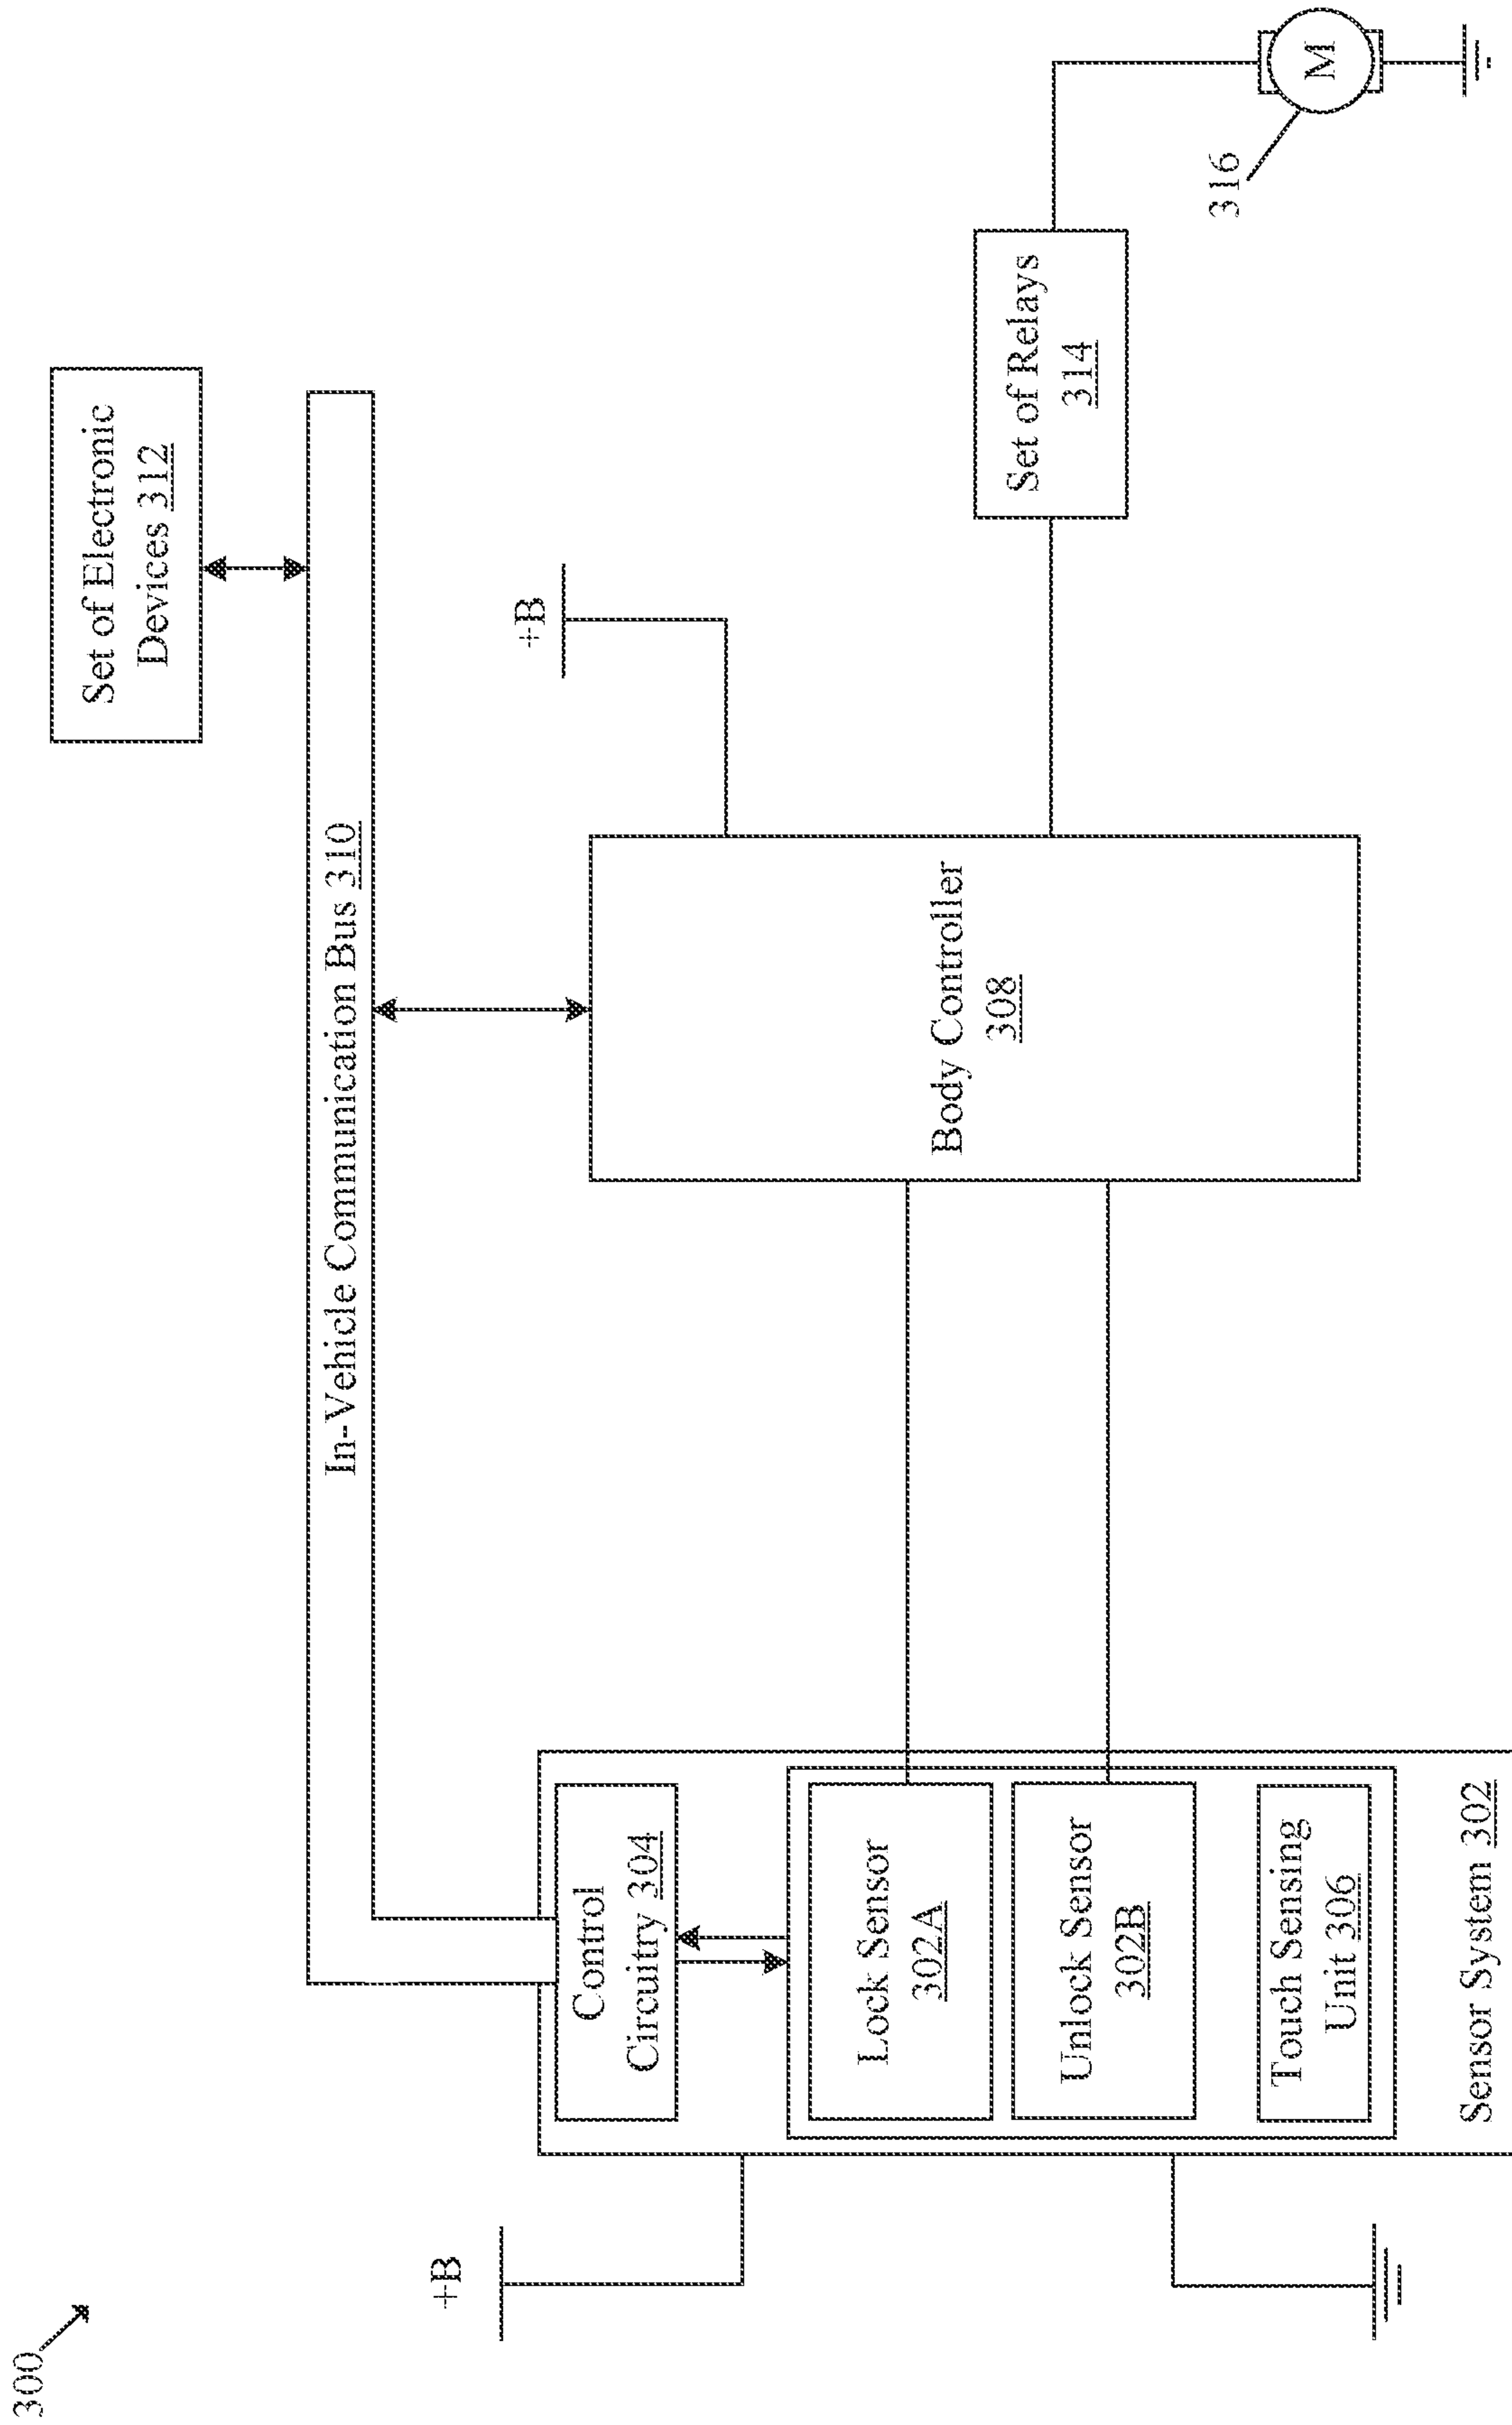 300
Set of Electronic
Devices 312
In-Vehicle Communication Bus 310
+B
+B
Control
Circuitry 304
Lock Sensor
302A
Unlock Sensor
302B
Touch Sensing
Unit 306
Sensor System 302
Body Controller
308
Set of Relays
314
316
M